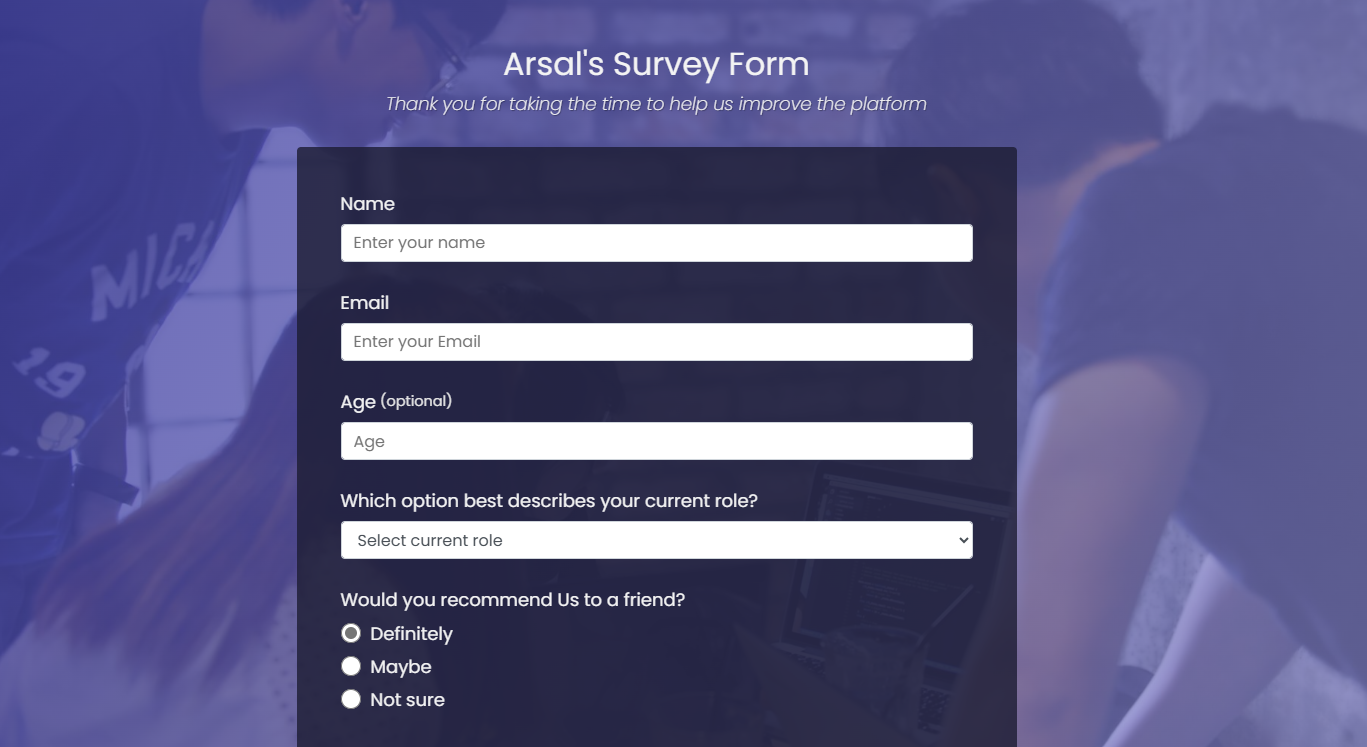 Arsal's Survey Form
Thank you for taking the time to help us improve the platform
Name
Enter your name
Email
Enter your Email
Age (optional)
Age
Which option best describes your current role?
Select current role
Would you recommend Us to a friend?
Definitely
Maybe
Not sure
MICH
19